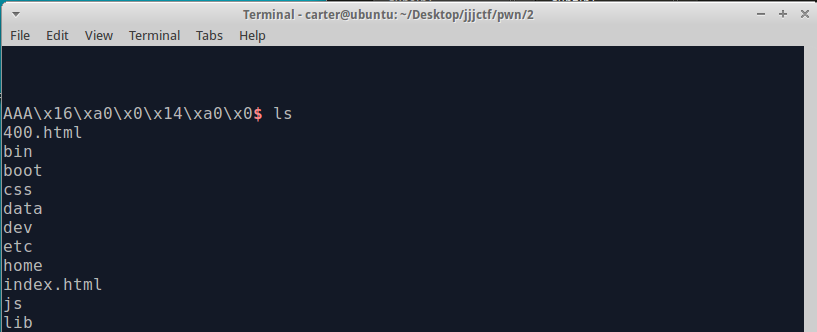 Terminal - carter@ubuntu: ~/Desktop/jjjctf/pwn/2
File Edit View Terminal Tabs Help
AAA\x16\xa0\x0\x14\xa0\x0$ ls
400.html
bin
boot
css
data
dev
etc
home
index.html
js
lib